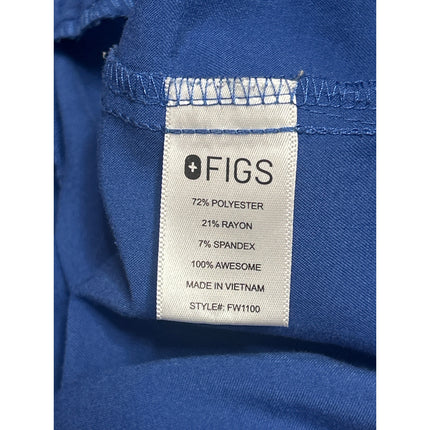 FIGS
72% POLYESTER
21% RAYON
7% SPANDEX
100% AWESOME
MADE IN VIETNAM
STYLE#: FW1100